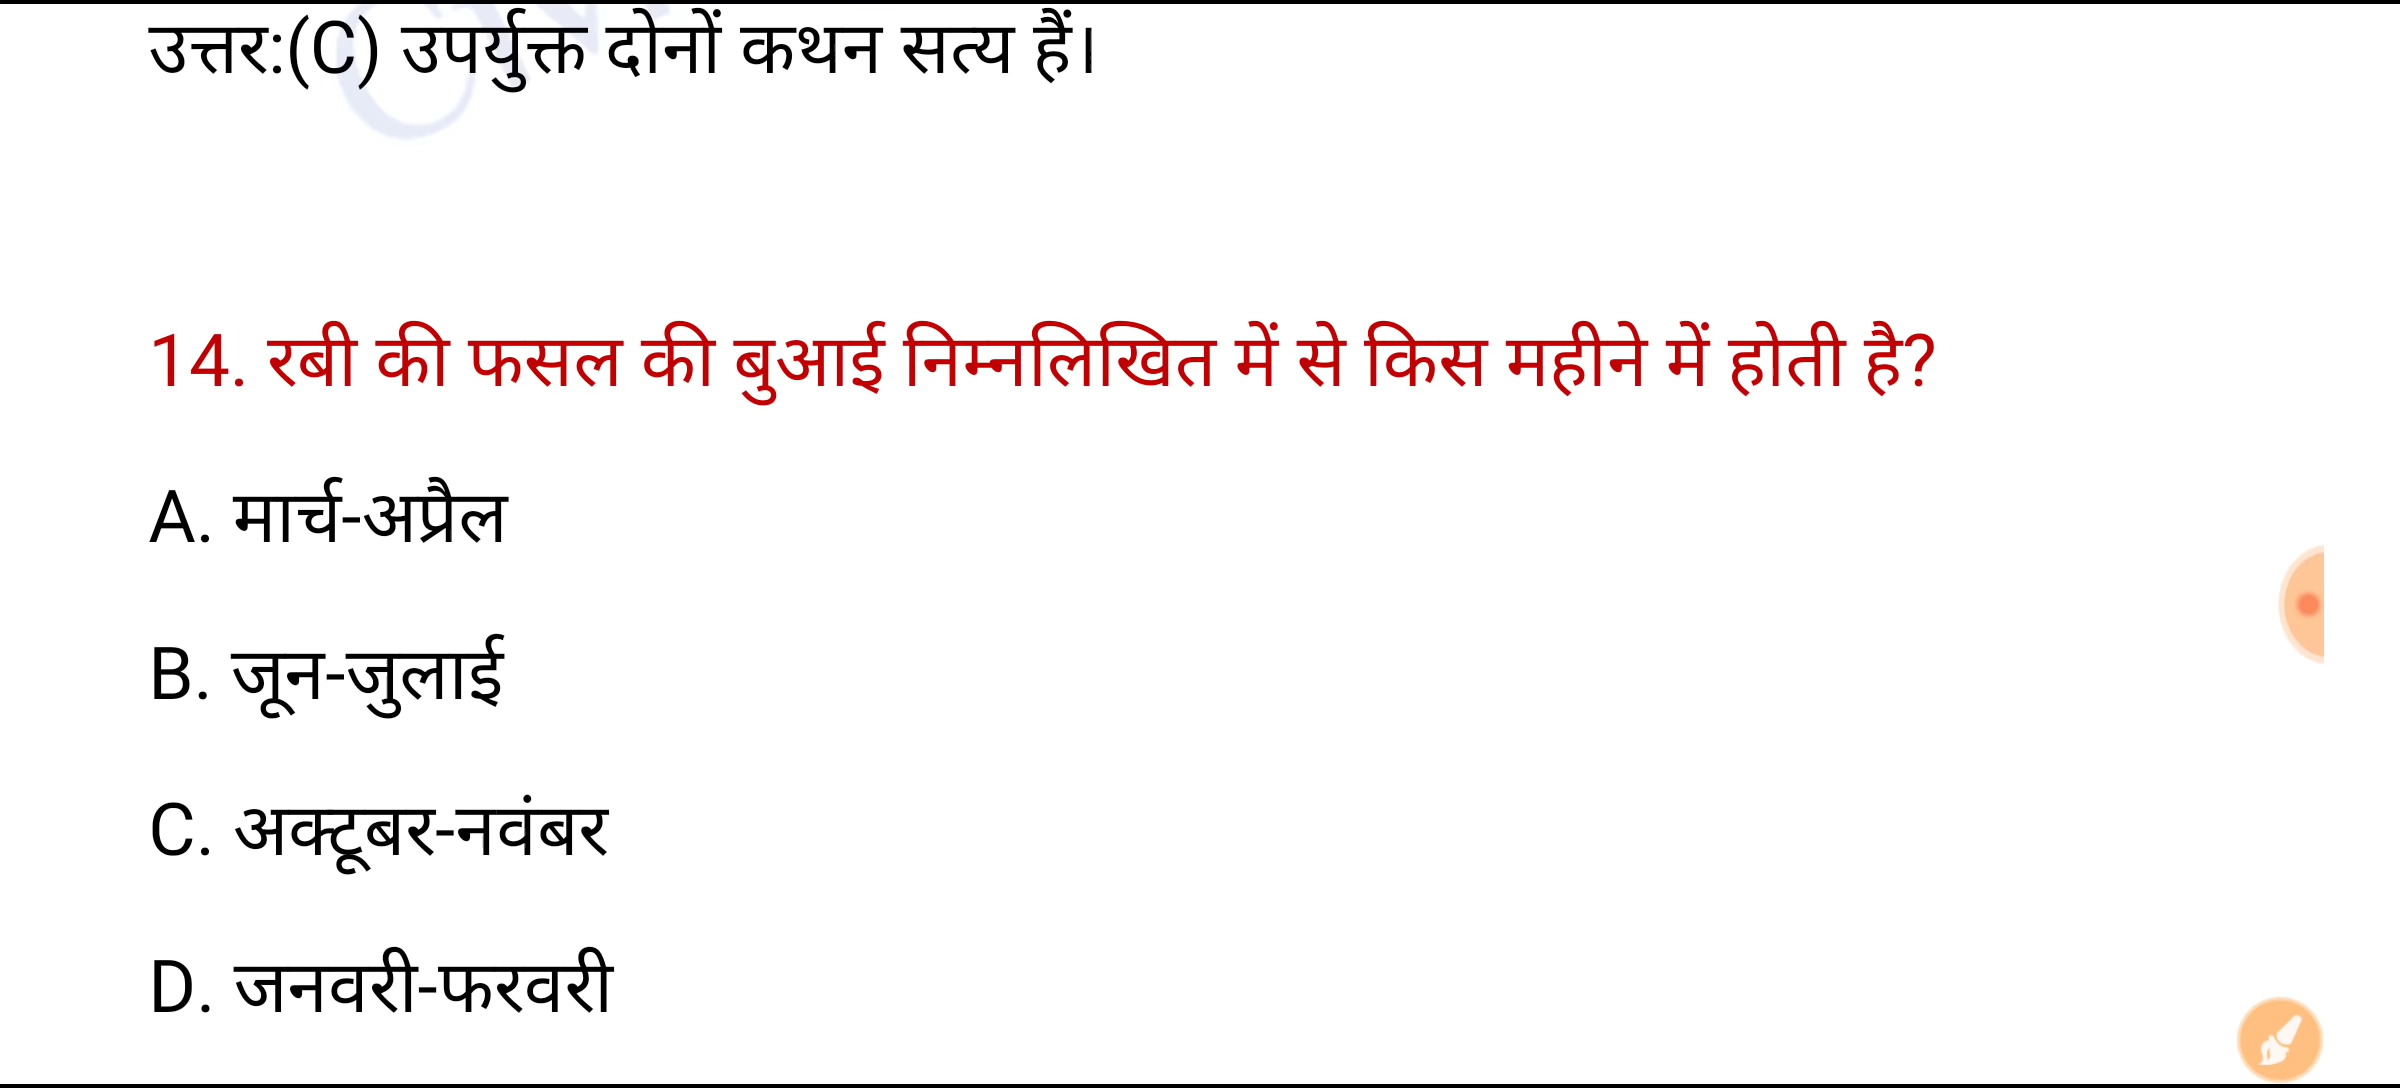 उत्तर:(C) उपर्युक्त दोनों कथन सत्य हैं।
14. रबी की फसल की बुआई निम्नलिखित में से किस महीने में होती है?
A. मार्च-अप्रैल
B. जून-जुलाई
C. अक्टूबर-नवंबर
D. जनवरी-फरवरी